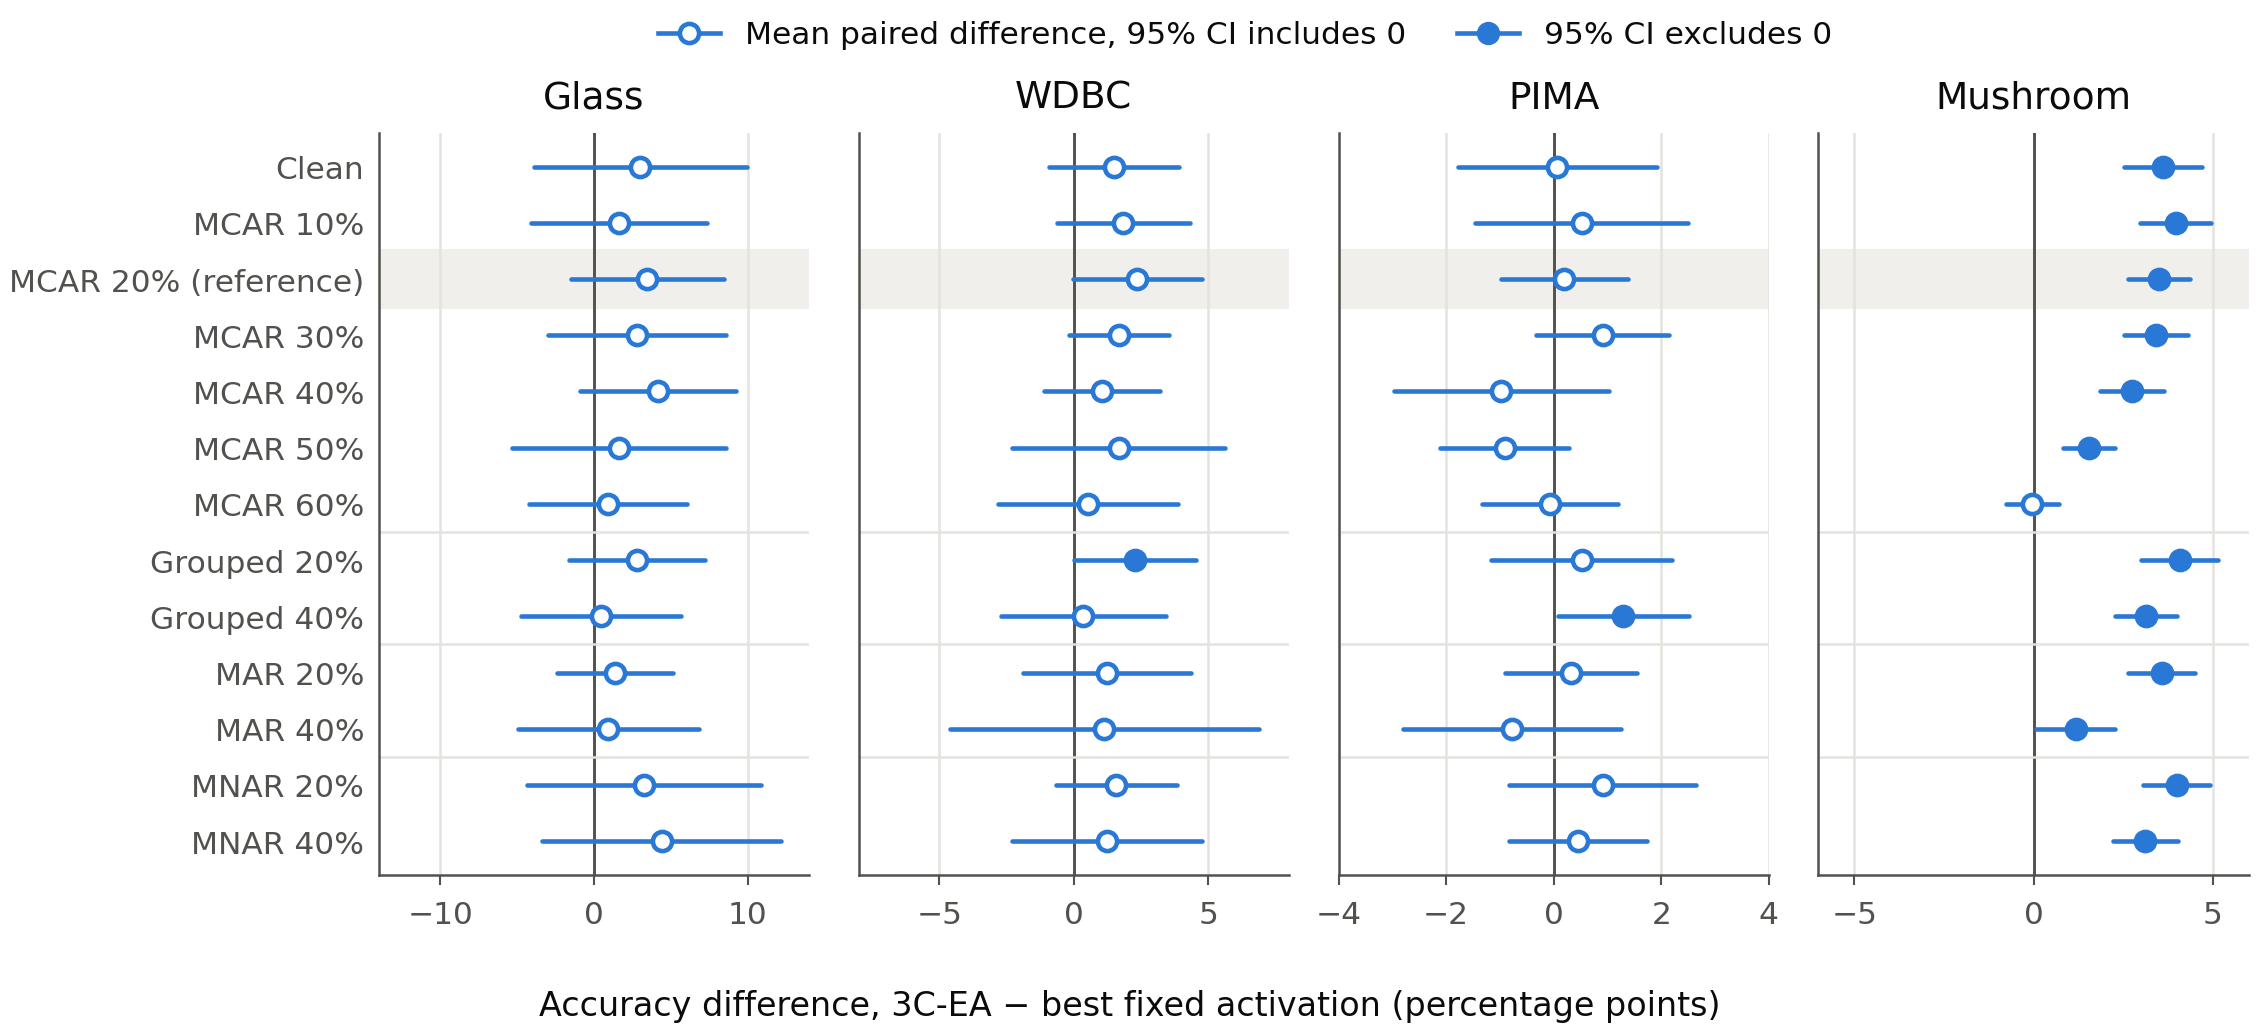 Mean paired difference, 95% CI includes 0 95% CI excludes 0
Glass WDBC PIMA Mushroom
Clean
MCAR 10%
MCAR 20% (reference)
MCAR 30%
MCAR 40%
MCAR 50%
MCAR 60%
Grouped 20%
Grouped 40%
MAR 20%
MAR 40%
MNAR 20%
MNAR 40%
−10 0 10 −5 0 5 −4 −2 0 2 4 −5 0 5
Accuracy difference, 3C-EA − best fixed activation (percentage points)